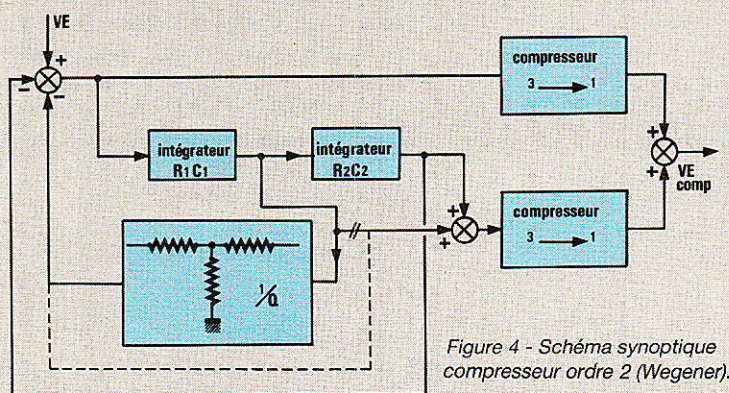 VE
+
−
−
compresseur
3 → 1
intégrateur
R1C1
intégrateur
R2C2
+
+
VE
comp
+
+
compresseur
3 → 1
1/Q
Figure 4 - Schéma synoptique
compresseur ordre 2 (Wegener).